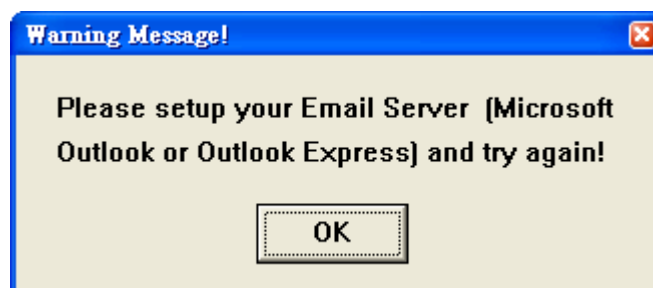 Warning Message!
Please setup your Email Server (Microsoft
Outlook or Outlook Express) and try again!
OK